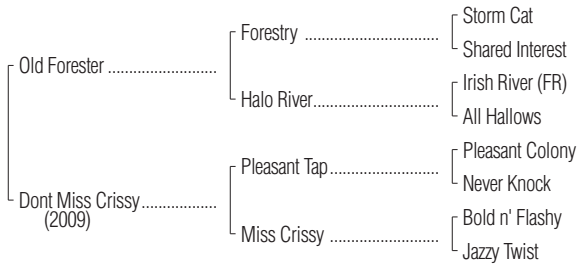 Storm Cat
Forestry ................................
Shared Interest
Old Forester ..........................
Irish River (FR)
Halo River..............................
All Hallows
Pleasant Colony
Pleasant Tap..........................
Never Knock
Dont Miss Crissy..................
(2009)
Bold n' Flashy
Miss Crissy ..........................
Jazzy Twist